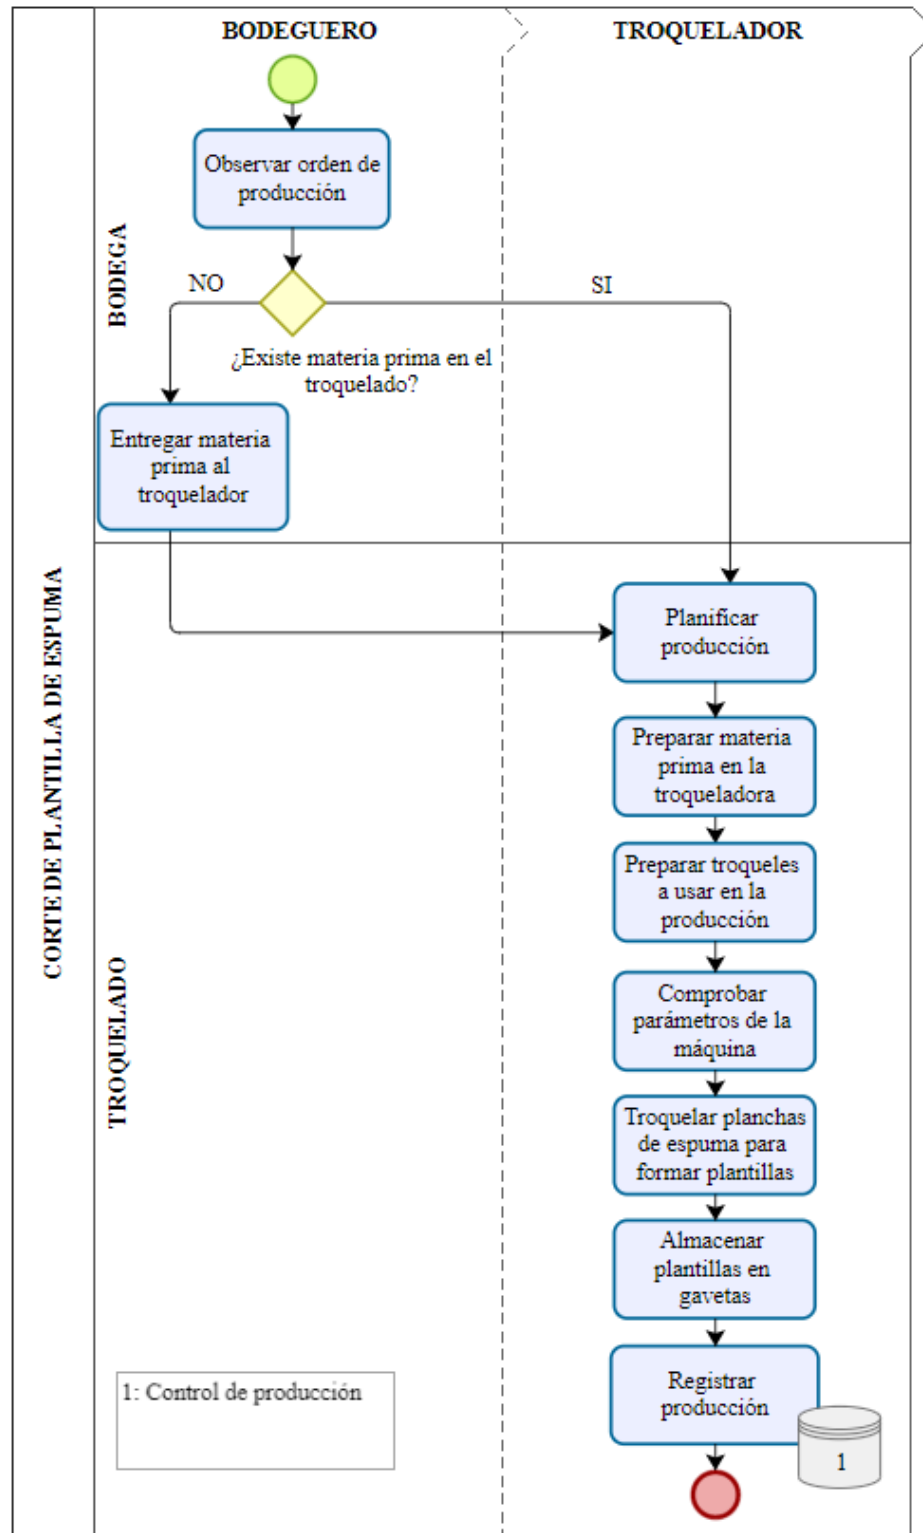 BODEGUERO
TROQUELADOR
CORTE DE PLANTILLA DE ESPUMA
BODEGA
Observar orden de
producción
NO
SI
¿Existe materia prima en el
troquelado?
Entregar materia
prima al
troquelador
TROQUELADO
Planificar
producción
Preparar materia
prima en la
troqueladora
Preparar troqueles
a usar en la
producción
Comprobar
parámetros de la
máquina
Troquelar planchas
de espuma para
formar plantillas
Almacenar
plantillas en
gavetas
Registrar
producción
1
1: Control de producción